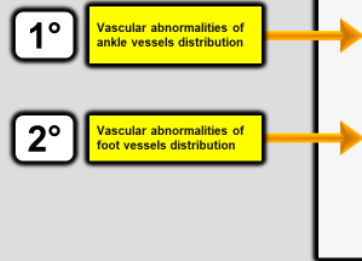 1°
Vascular abnormalities of
ankle vessels distribution
2°
Vascular abnormalities of
foot vessels distribution